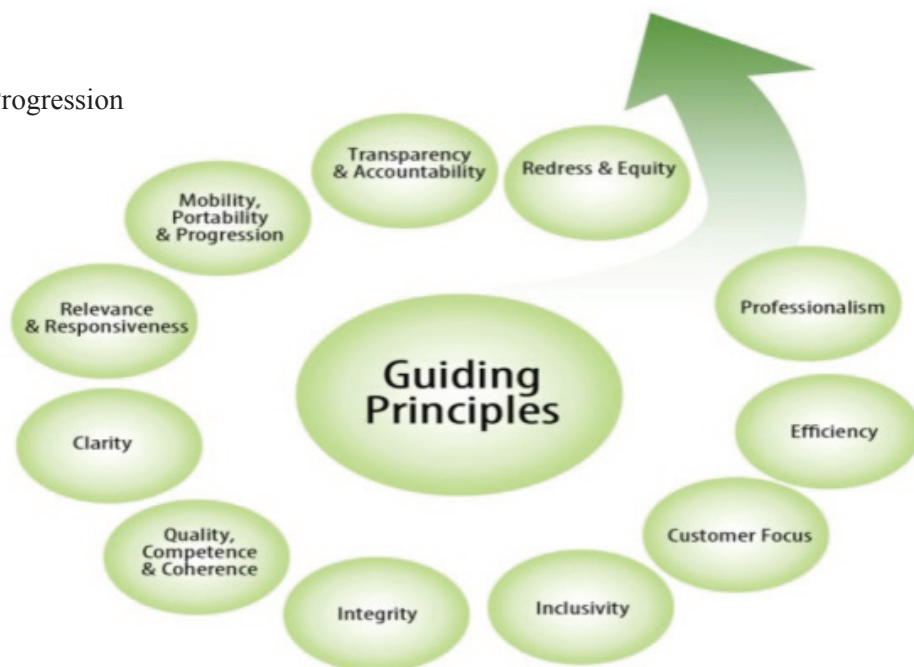 Progression
Transparency
& Accountability
Redress & Equity
Mobility,
Portability
& Progression
Relevance
& Responsiveness
Professionalism
Guiding
Principles
Clarity
Efficiency
Quality,
Competence
& Coherence
Customer Focus
Integrity
Inclusivity